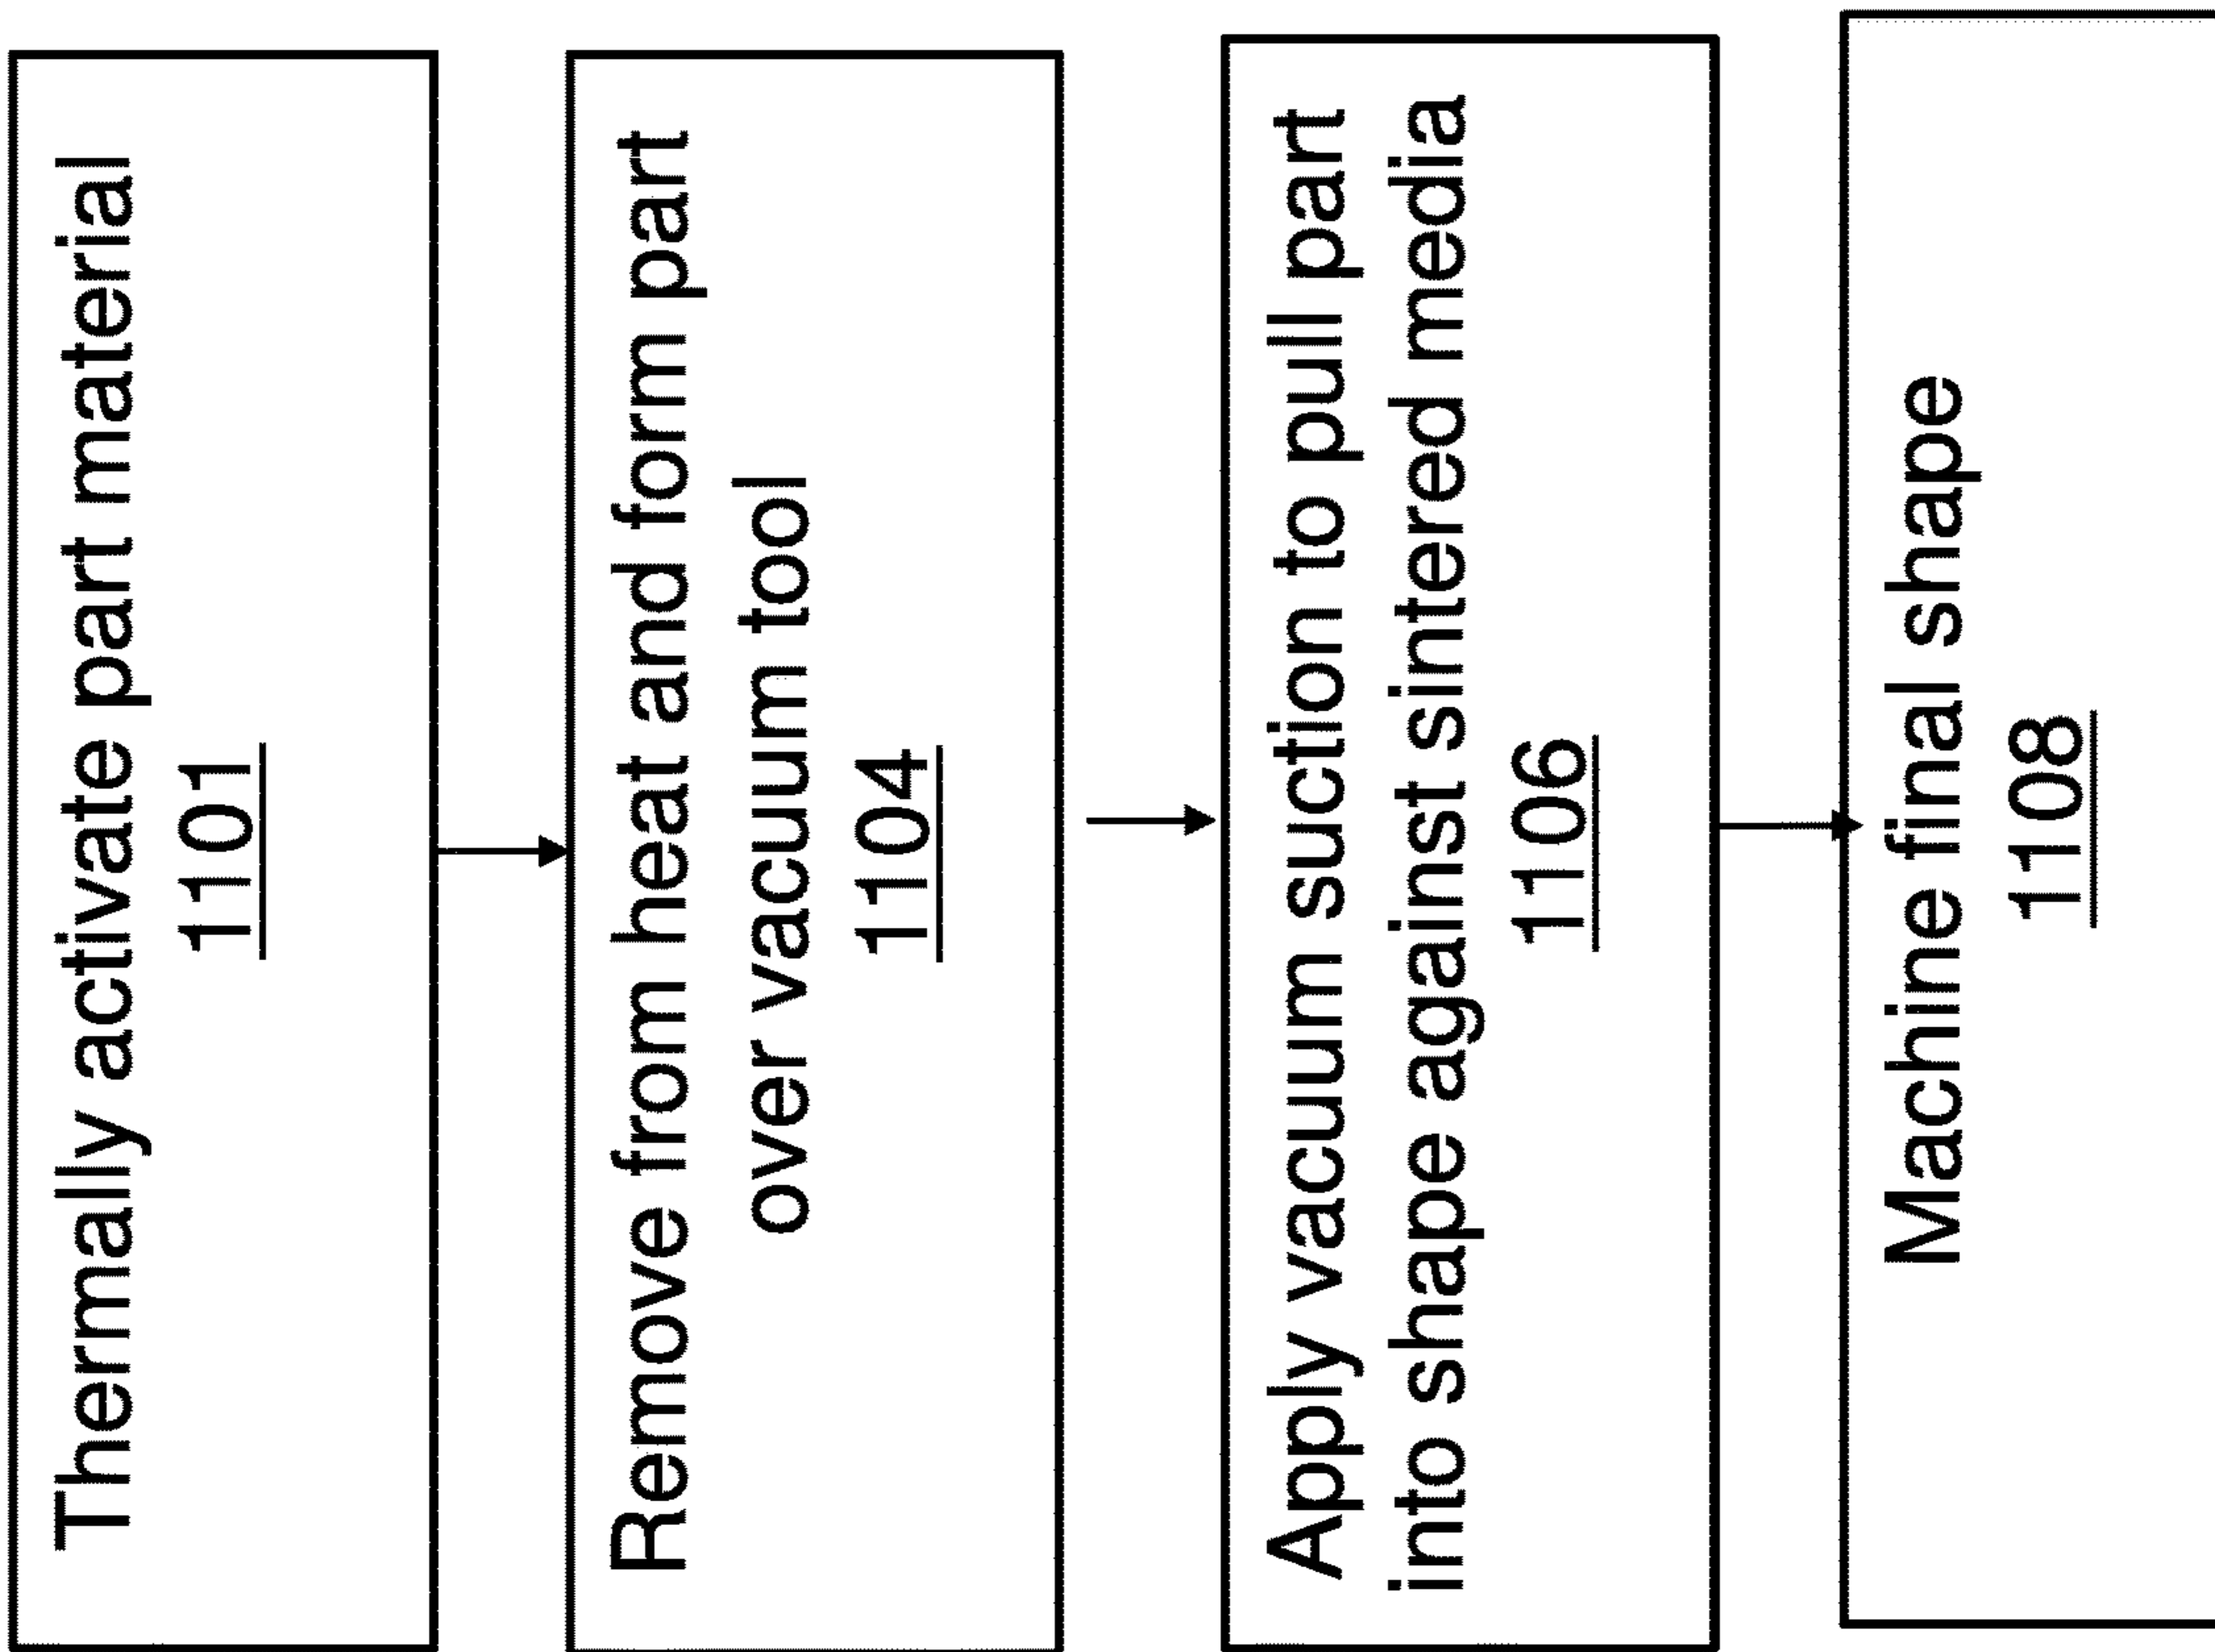 Thermally activate part material
1101
Remove from heat and form part
over vacuum tool
1104
Apply vacuum suction to pull part
into shape against sintered media
1106
Machine final shape
1108